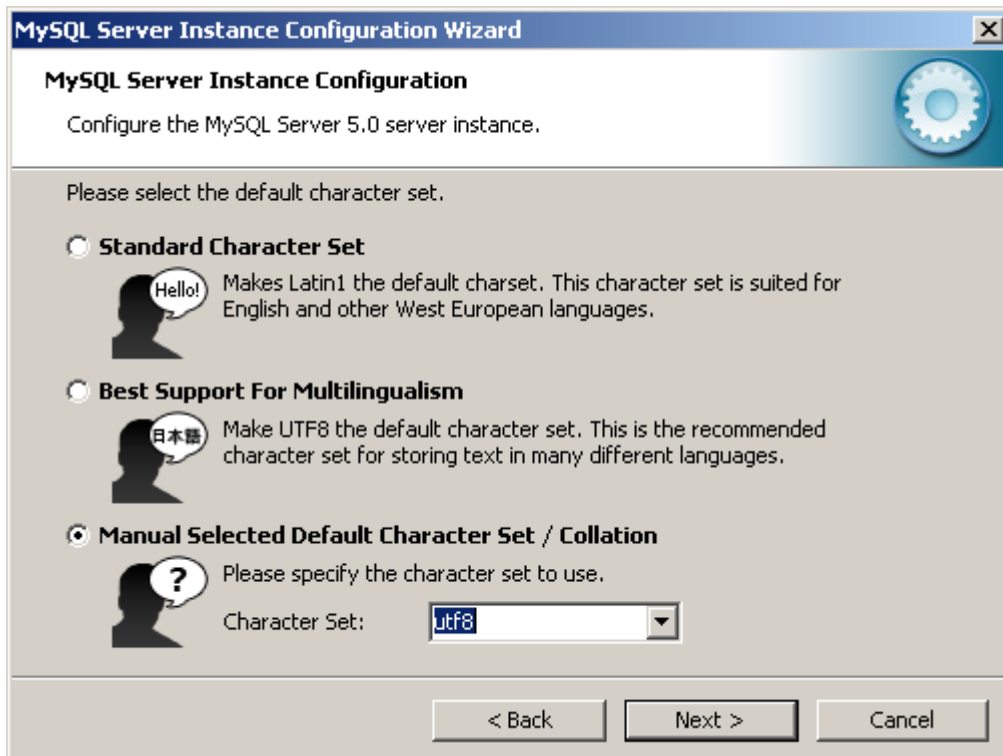 MySQL Server Instance Configuration Wizard
MySQL Server Instance Configuration
Configure the MySQL Server 5.0 server instance.
Please select the default character set.
Standard Character Set
Hello!
Makes Latin1 the default charset. This character set is suited for
English and other West European languages.
Best Support For Multilingualism
日本語
Make UTF8 the default character set. This is the recommended
character set for storing text in many different languages.
Manual Selected Default Character Set / Collation
?
Please specify the character set to use.
Character Set: utf8
< Back Next > Cancel